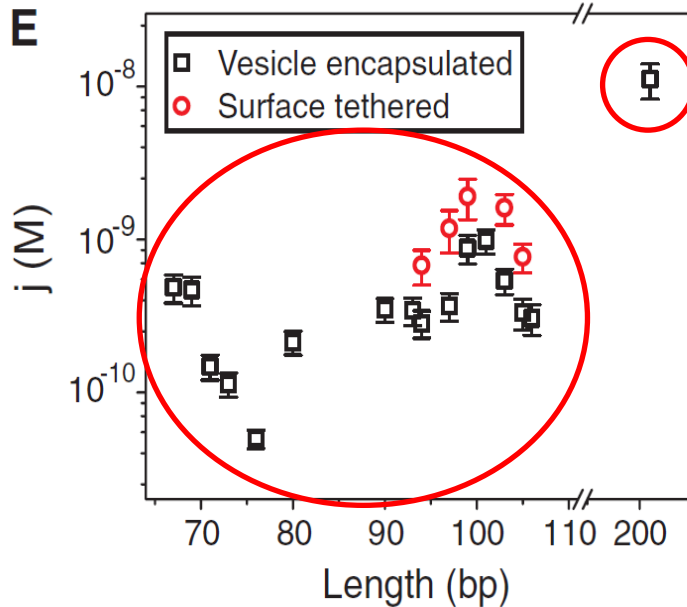 E
Vesicle encapsulated
Surface tethered
10⁻⁸
10⁻⁹
10⁻¹⁰
j (M)
70 80 90 100 110 200
Length (bp)